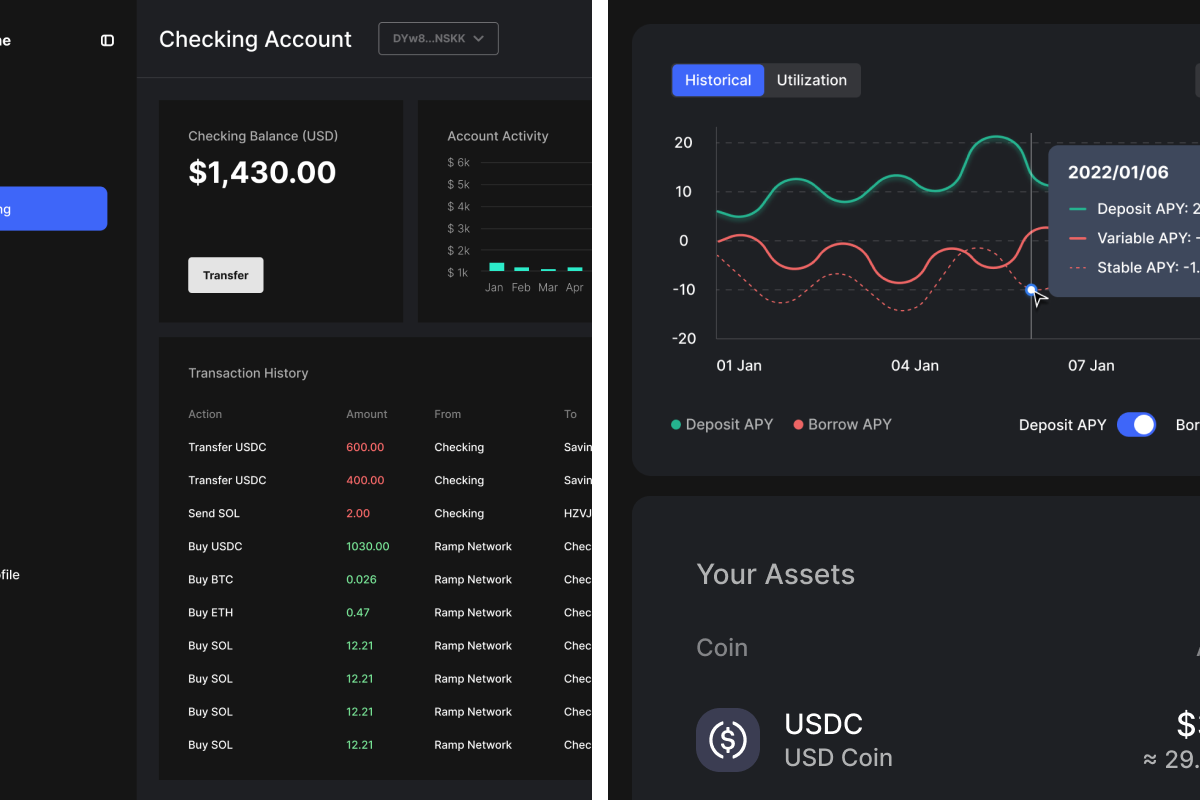 ne
Checking Account
DYw8...NSKK
ng
ofile
Checking Balance (USD)
$1,430.00
Transfer
Account Activity
$ 6k
$ 5k
$ 4k
$ 3k
$ 2k
$ 1k
Jan Feb Mar Apr
Transaction History
Action Amount From To
Transfer USDC 600.00 Checking Savin
Transfer USDC 400.00 Checking Savin
Send SOL 2.00 Checking HZVJ
Buy USDC 1030.00 Ramp Network Chec
Buy BTC 0.026 Ramp Network Chec
Buy ETH 0.47 Ramp Network Chec
Buy SOL 12.21 Ramp Network Chec
Buy SOL 12.21 Ramp Network Chec
Buy SOL 12.21 Ramp Network Chec
Buy SOL 12.21 Ramp Network Chec
Historical Utilization
20
10
0
-10
-20
01 Jan 04 Jan 07 Jan
2022/01/06
Deposit APY: 2
Variable APY: -
Stable APY: -1.
Deposit APY Borrow APY
Deposit APY Bor
Your Assets
Coin
USDC
USD Coin
$
≈ 29.